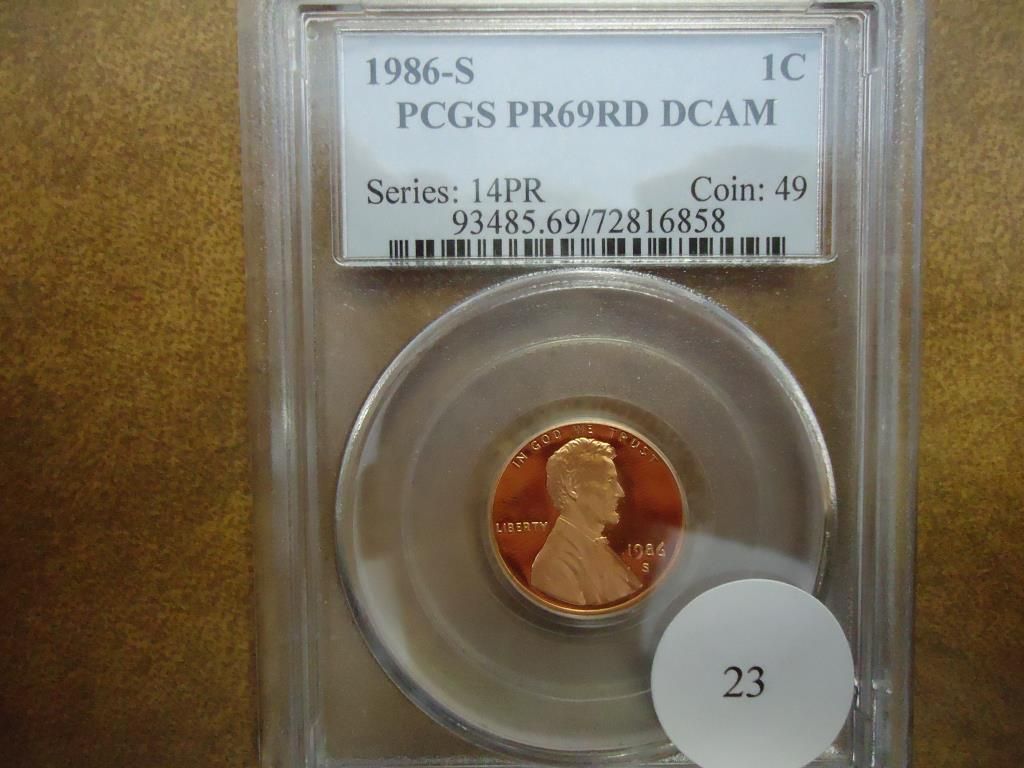 1986-S 1C
PCGS PR69RD DCAM
Series: 14PR Coin: 49
93485.69/72816858
IN GOD WE TRUST
LIBERTY
1986
S
23